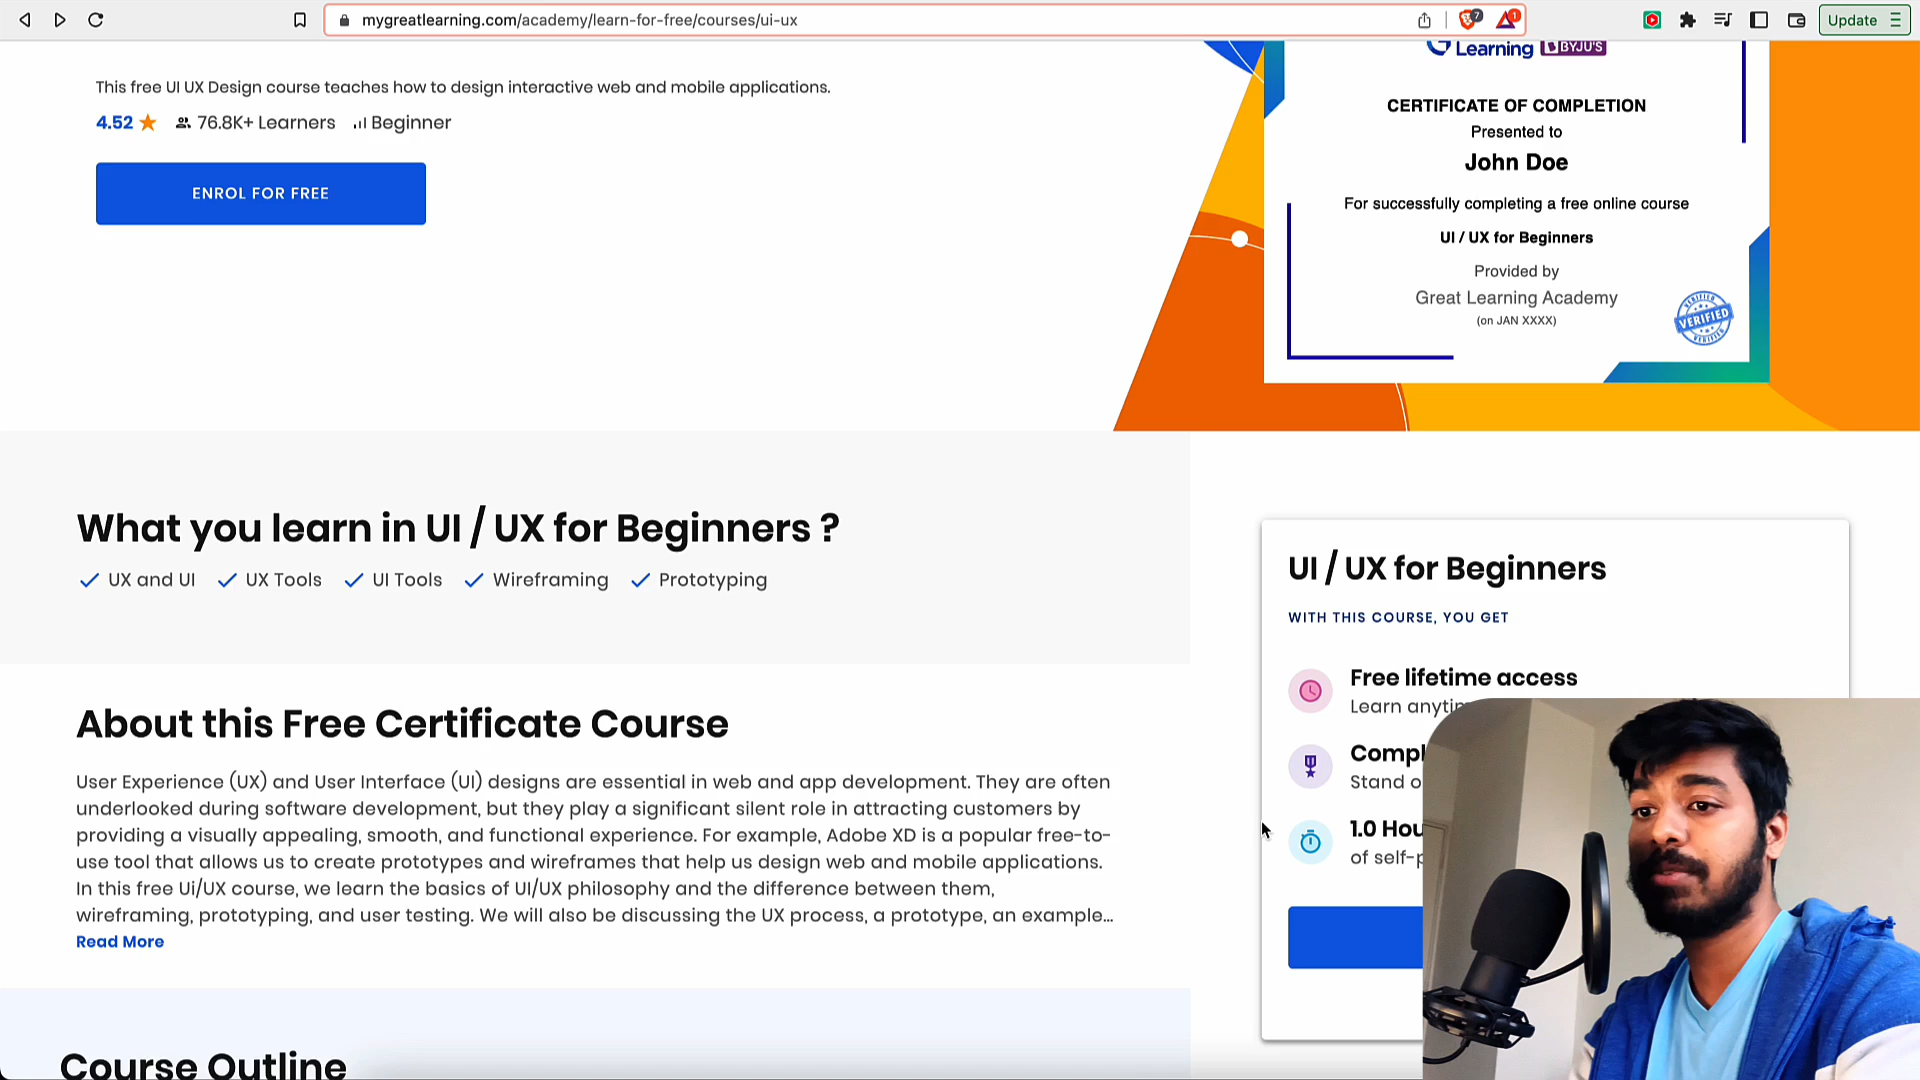 mygreatlearning.com/academy/learn-for-free/courses/ui-ux
7
1
Update
This free UI UX Design course teaches how to design interactive web and mobile applications.
4.52 ★ 76.8K+ Learners Beginner
ENROL FOR FREE
Learning BYJU'S
CERTIFICATE OF COMPLETION
Presented to
John Doe
For successfully completing a free online course
UI / UX for Beginners
Provided by
Great Learning Academy
(on JAN XXXX)
VERIFIED
VERIFIED
VERIFIED
What you learn in UI / UX for Beginners ?
UX and UI UX Tools UI Tools Wireframing Prototyping
About this Free Certificate Course
User Experience (UX) and User Interface (UI) designs are essential in web and app development. They are often
underlooked during software development, but they play a significant silent role in attracting customers by
providing a visually appealing, smooth, and functional experience. For example, Adobe XD is a popular free-to-
use tool that allows us to create prototypes and wireframes that help us design web and mobile applications.
In this free Ui/UX course, we learn the basics of UI/UX philosophy and the difference between them,
wireframing, prototyping, and user testing. We will also be discussing the UX process, a prototype, an example...
Read More
Course Outline
UI / UX for Beginners
WITH THIS COURSE, YOU GET
Free lifetime access
Learn
Stand
1.0
of